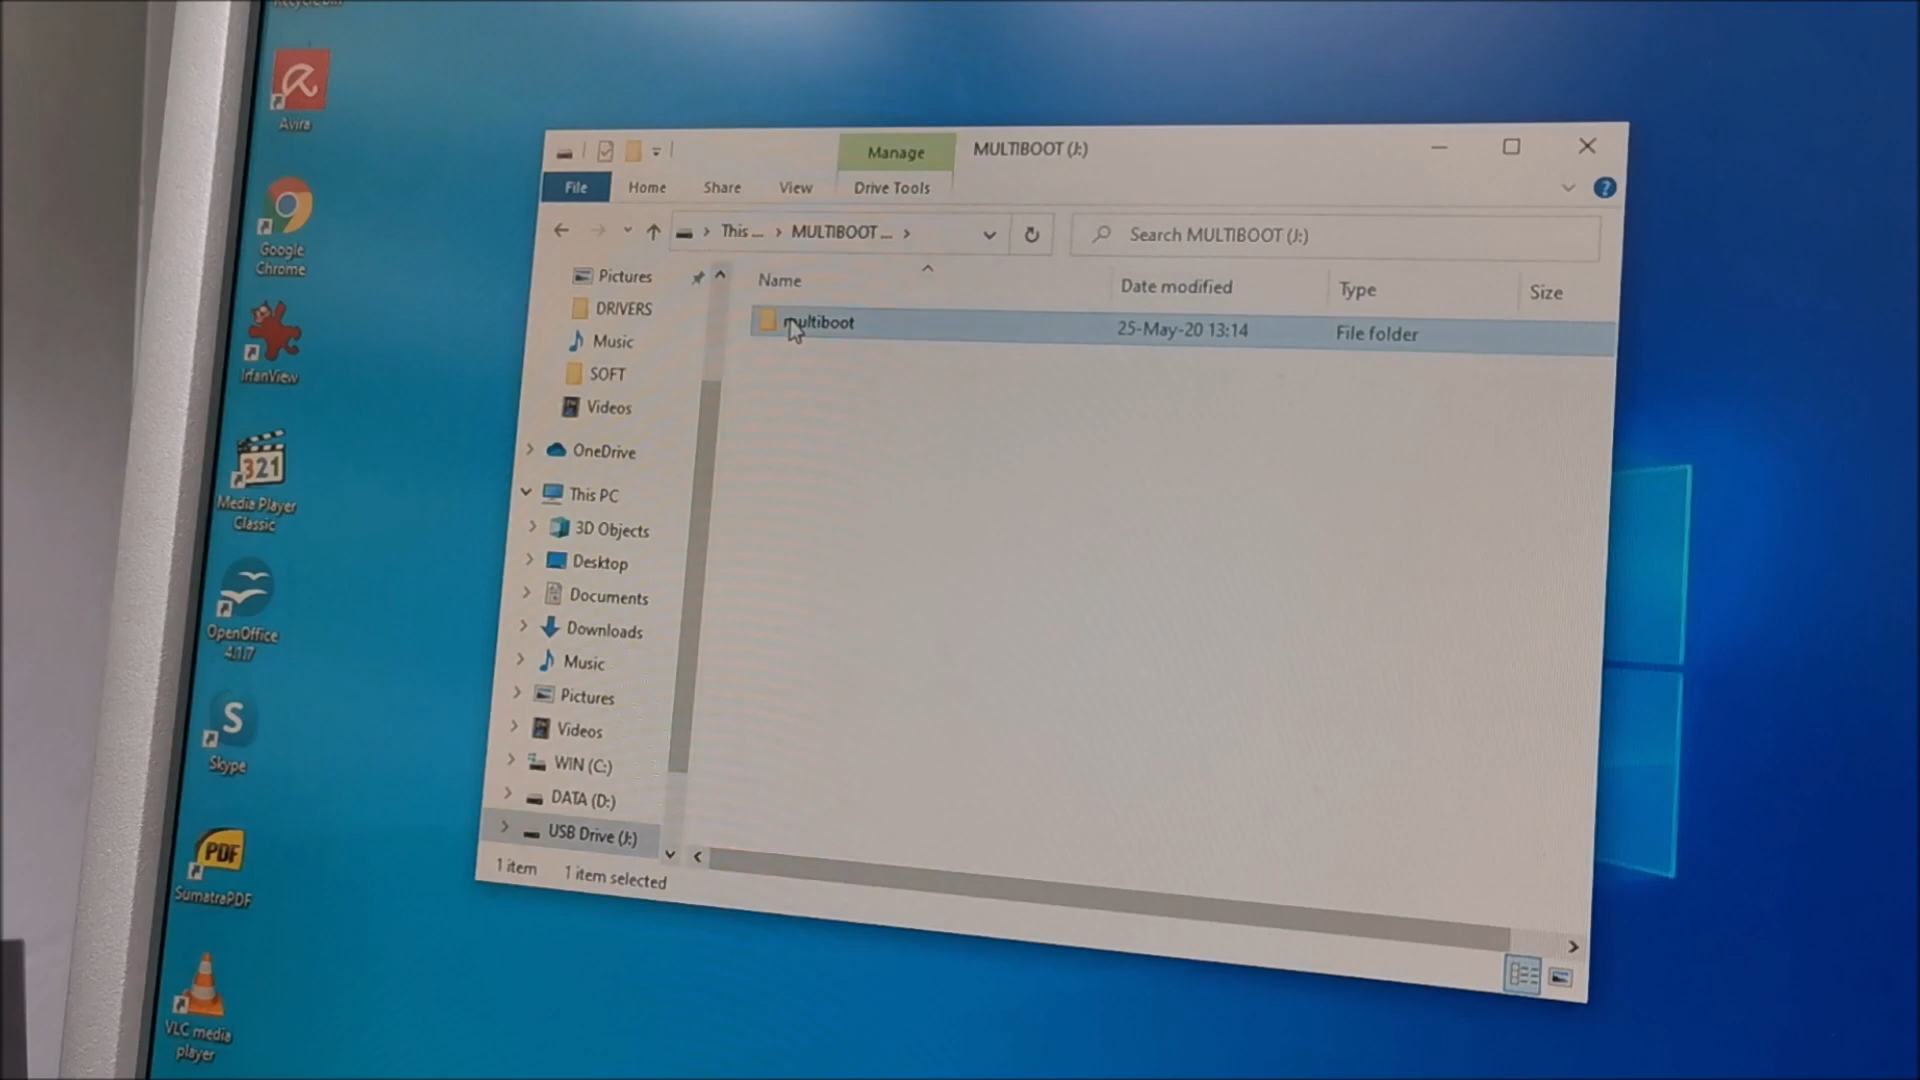 Recycle Bin
Avira
Google
Chrome
IrfanView
321
Media Player
Classic
OpenOffice
4.1.7
S
Skype
PDF
SumatraPDF
VLC media
player
Manage
MULTIBOOT (J:)
File
Home
Share
View
Drive Tools
?
This ...
MULTIBOOT ...
Search MULTIBOOT (J:)
Pictures
DRIVERS
Music
SOFT
Videos
OneDrive
This PC
3D Objects
Desktop
Documents
Downloads
Music
Pictures
Videos
WIN (C:)
DATA (D:)
USB Drive (J:)
Name
Date modified
Type
Size
multiboot
25-May-20 13:14
File folder
1 item
1 item selected